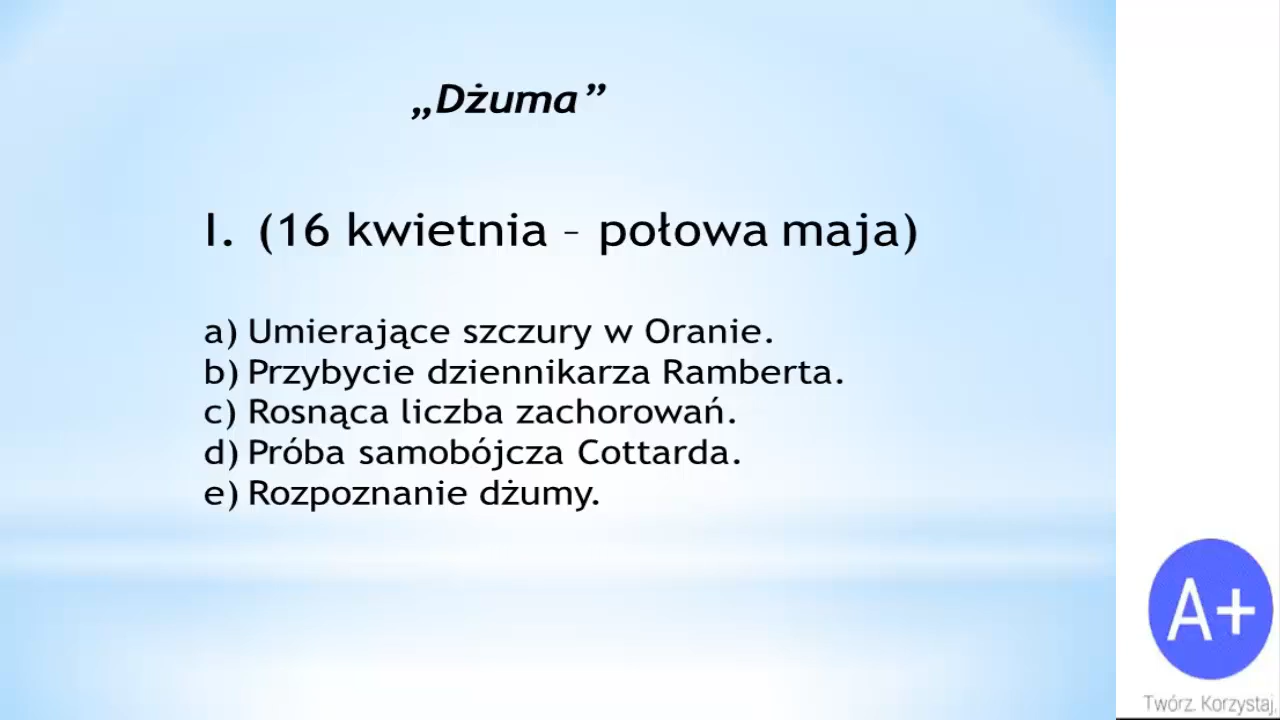 „Dżuma”
I. (16 kwietnia – połowa maja)
a) Umierające szczury w Oranie.
b) Przybycie dziennikarza Ramberta.
c) Rosnąca liczba zachorowań.
d) Próba samobójcza Cottarda.
e) Rozpoznanie dżumy.
A+
Twórz. Korzystaj.